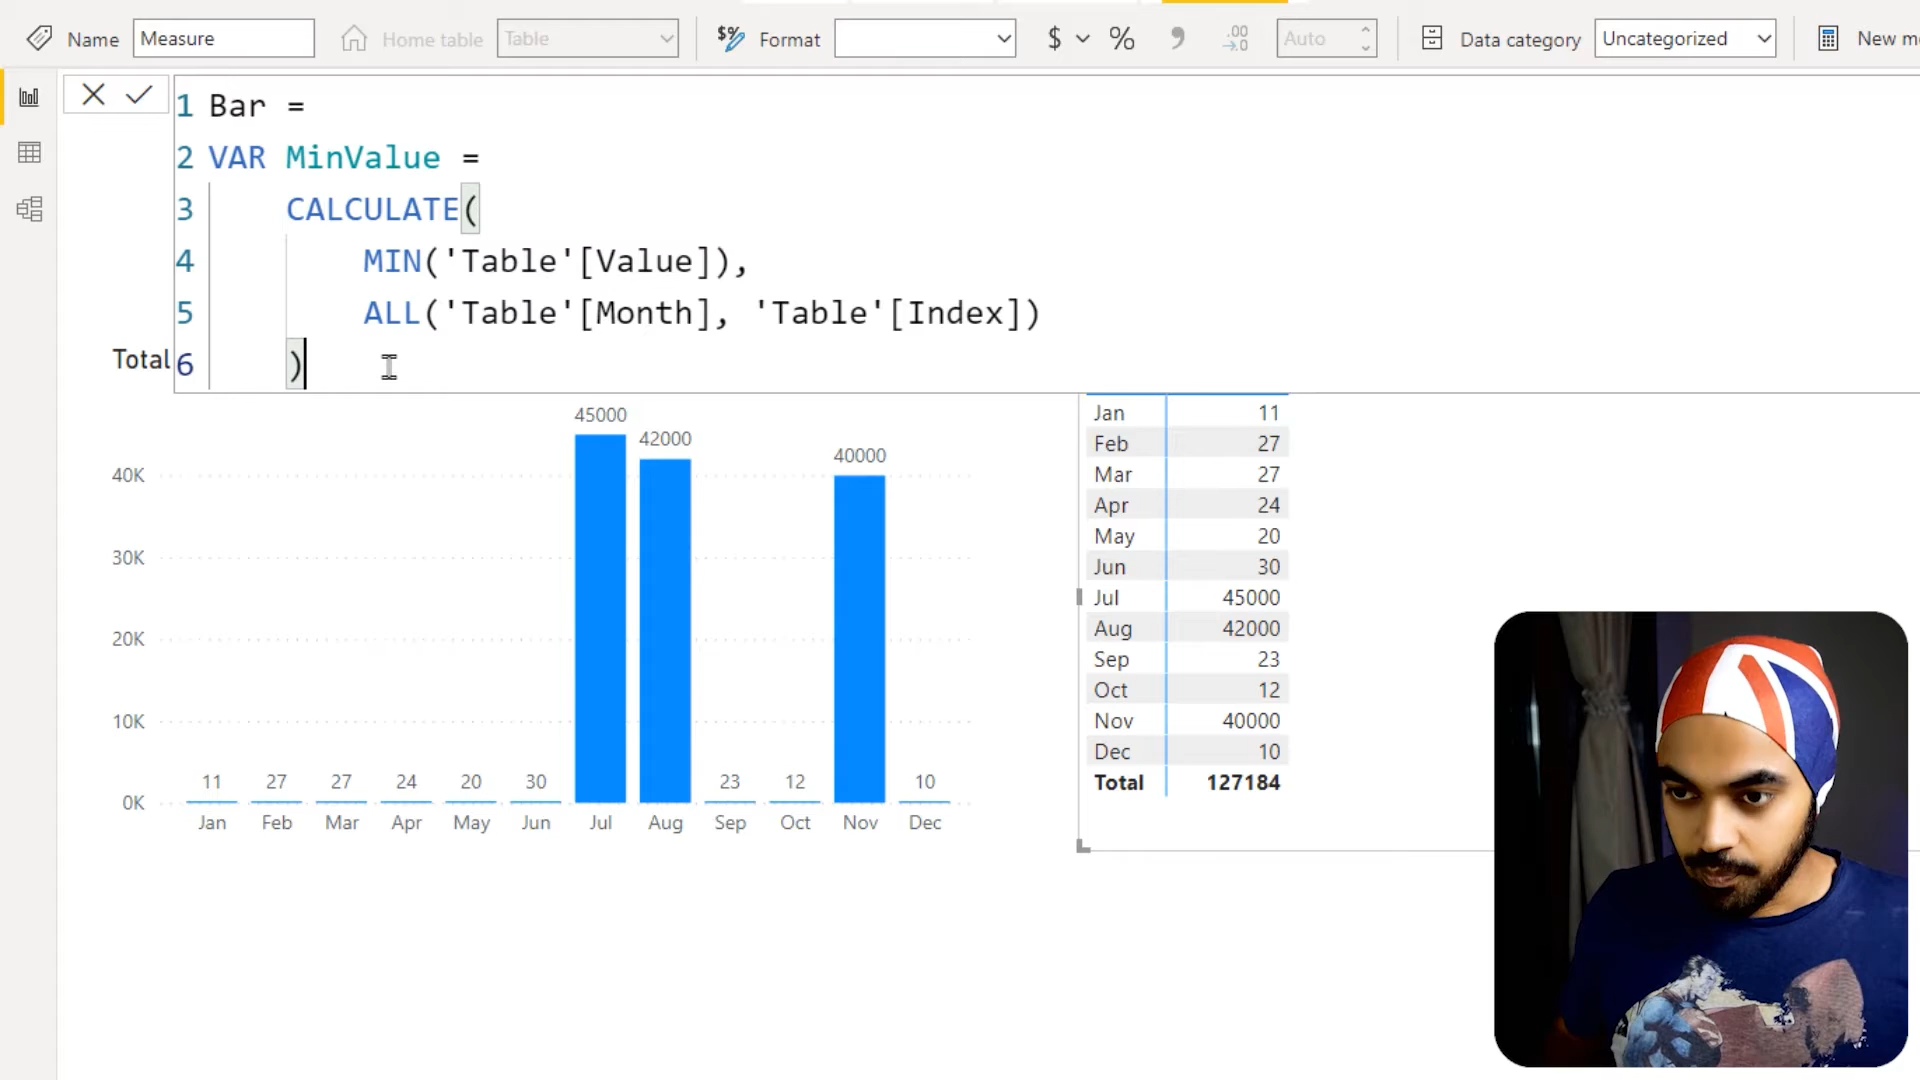 Name Measure Home table Table Format $ % Auto Data category Uncategorized
1 Bar =
2 VAR MinValue =
3 CALCULATE(
4 MIN('Table'[Value]),
5 ALL('Table'[Month], 'Table'[Index])
6 )
Total
45000
42000
40000
40K
30K
20K
10K
0K
11 27 27 24 20 30 23 12 10
Jan Feb Mar Apr May Jun Jul Aug Sep Oct Nov Dec
Jan 11
Feb 27
Mar 27
Apr 24
May 20
Jun 30
Jul 45000
Aug 42000
Sep 23
Oct 12
Nov 40000
Dec 10
Total 127184